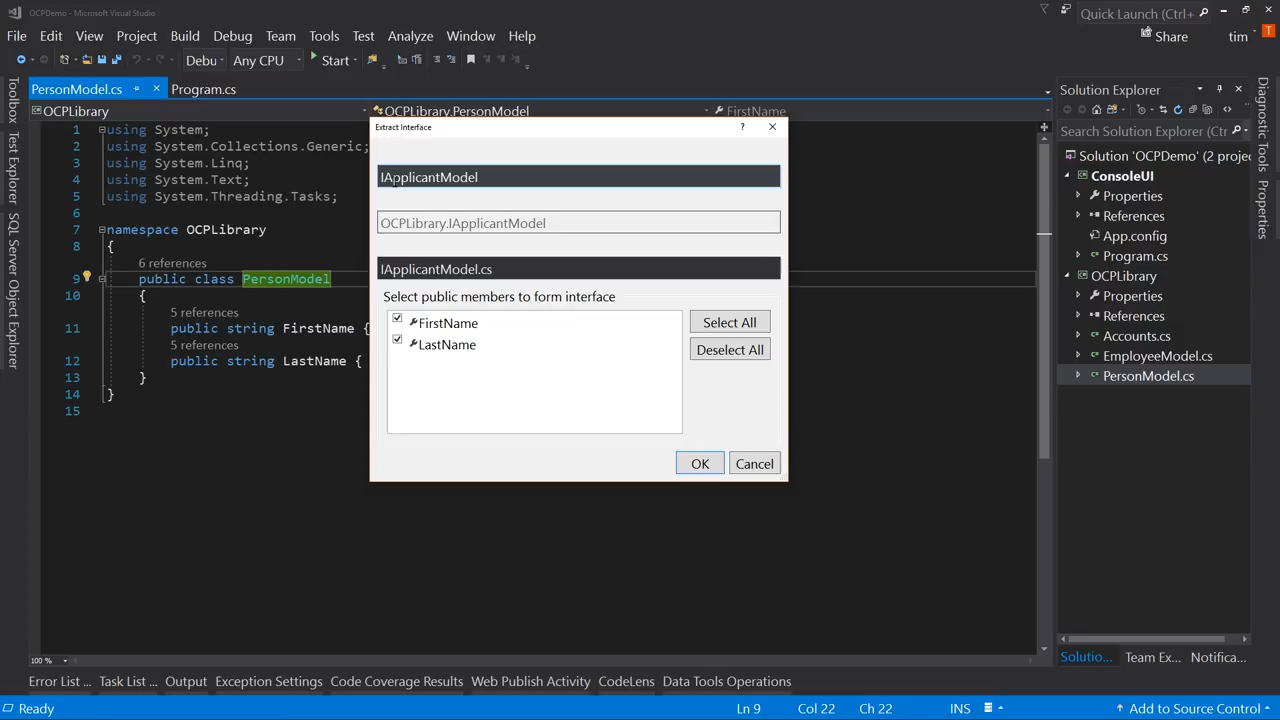 OCPDemo - Microsoft Visual Studio
Quick Launch (Ctrl+
File Edit View Project Build Debug Team Tools Test Analyze Window Help
Share
tim
T
Debu
Any CPU
Start
PersonModel.cs
Program.cs
OCPLibrary
OCPLibrary.PersonModel
FirstName
Toolbox
Test Explorer
SQL Server Object Explorer
1 using System;
2 using System.Collections.Generic;
3 using System.Linq;
4 using System.Text;
5 using System.Threading.Tasks;
6
7 namespace OCPLibrary
8 {
6 references
9 public class PersonModel
10 {
5 references
11 public string FirstName {
5 references
12 public string LastName {
13 }
14 }
15
Extract Interface
?
IApplicantModel
OCPLibrary.IApplicantModel
IApplicantModel.cs
Select public members to form interface
FirstName
LastName
Select All
Deselect All
OK
Cancel
Solution Explorer
Search Solution Explorer (Ctr
Solution 'OCPDemo' (2 projec
ConsoleUI
Properties
References
App.config
Program.cs
OCPLibrary
Properties
References
Accounts.cs
EmployeeModel.cs
PersonModel.cs
Solutio... Team Ex... Notifica...
Diagnostic Tools
Properties
100 %
Error List ... Task List ... Output Exception Settings Code Coverage Results Web Publish Activity CodeLens Data Tools Operations
Ready
Ln 9
Col 22
Ch 22
INS
Add to Source Control